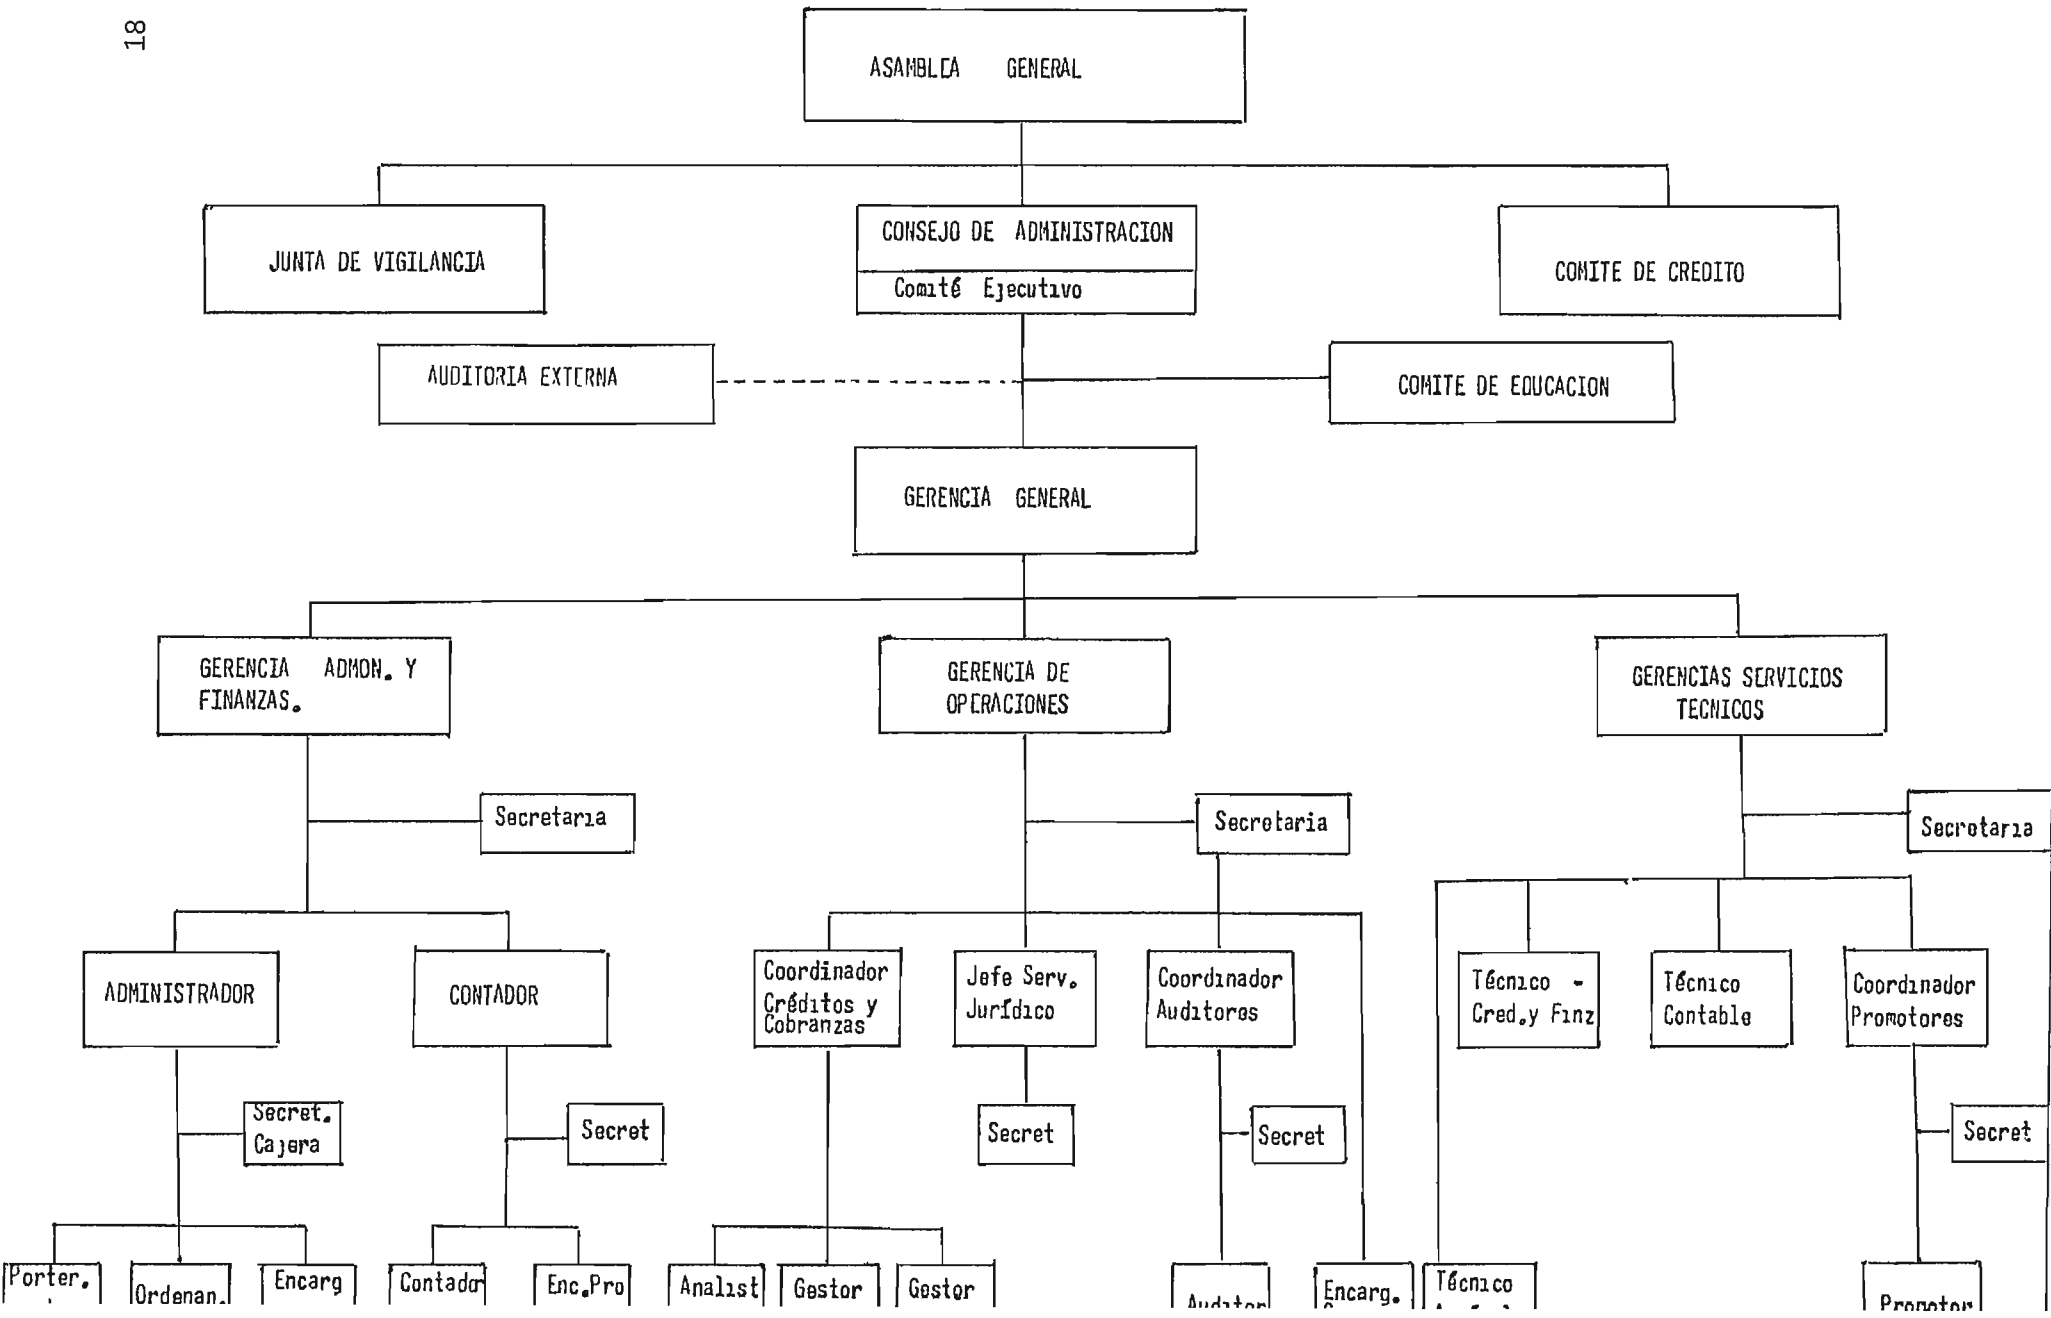 18
ASAMBLEA GENERAL
JUNTA DE VIGILANCIA
CONSEJO DE ADMINISTRACION
Comité Ejecutivo
COMITE DE CREDITO
AUDITORIA EXTERNA
COMITE DE EDUCACION
GERENCIA GENERAL
GERENCIA ADMON. Y
FINANZAS.
GERENCIA DE
OPERACIONES
GERENCIAS SERVICIOS
TECNICOS
Secretaria
Secretaria
Secretaria
ADMINISTRADOR
CONTADOR
Coordinador
Créditos y
Cobranzas
Jefe Serv.
Jurídico
Coordinador
Auditores
Técnico -
Cred.y Finz
Técnico
Contable
Coordinador
Promotores
Secret.
Cajera
Secret
Secret
Secret
Secret
Porter.
Ordenan.
Encarg
Contador
Enc.Pro
Analist
Gestor
Gestor
Auditor
Encarg.
Técnico
Promotor